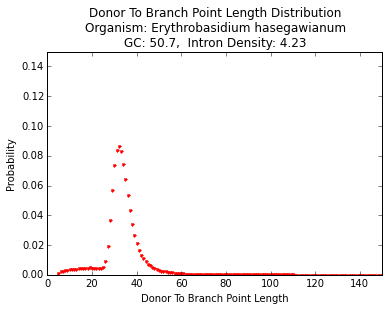 Donor To Branch Point Length Distribution
Organism: Erythrobasidium hasegawianum
GC: 50.7,  Intron Density: 4.23
0.14
0.12
0.10
0.08
0.06
0.04
0.02
0.00
Probability
0 20 40 60 80 100 120 140
Donor To Branch Point Length